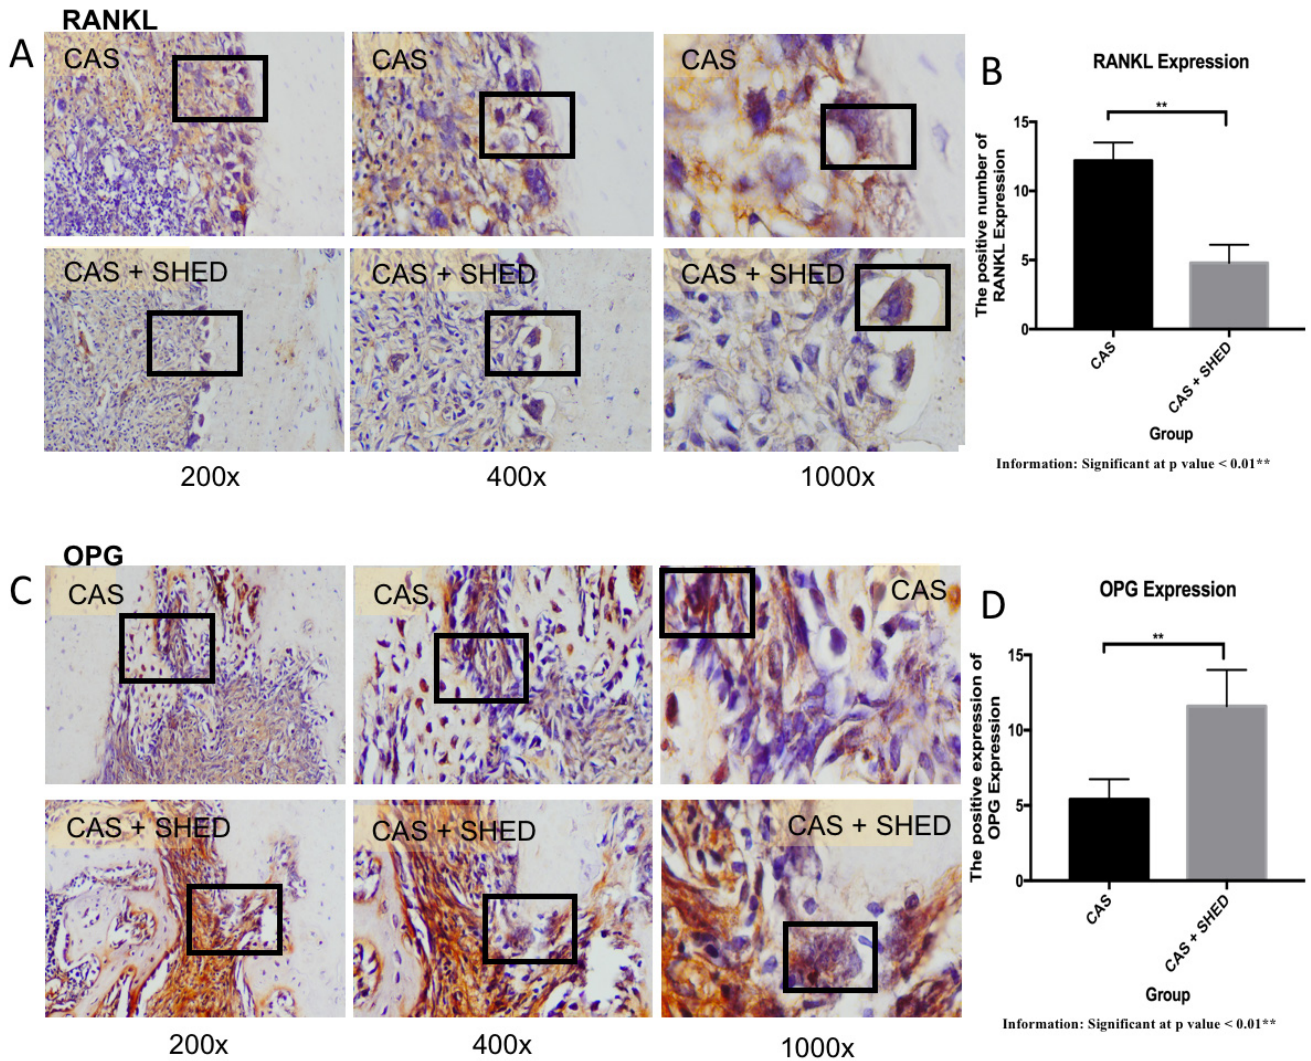 RANKL
A
CAS
CAS
CAS
CAS + SHED
CAS + SHED
CAS + SHED
200x
400x
1000x
B
RANKL Expression
**
The positive number of
RANKL Expression
15
10
5
0
CAS
CAS + SHED
Group
Information: Significant at p value < 0.01**
OPG
C
CAS
CAS
CAS
CAS + SHED
CAS + SHED
CAS + SHED
200x
400x
1000x
D
OPG Expression
**
The positive expression of
OPG Expression
15
10
5
0
CAS
CAS + SHED
Group
Information: Significant at p value < 0.01**